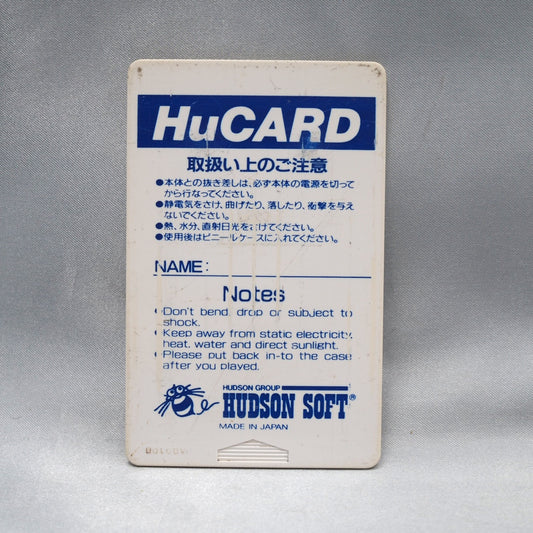 HuCARD
取扱い上のご注意
●本体との抜き差しは、必ず本体の電源を切って
から行なってください。
●静電気をさけ、曲げたり、落したり、衝撃を与え
ないでください。
●熱、水分、直射日光をさけてください。
●使用後はビニールケースに入れてください。
NAME:
Notes
●Don't bend, drop or subject to
shock.
●Keep away from static electricity,
heat, water and direct sunlight.
●Please put back in-to the case
after you played.
HUDSON GROUP
HUDSON SOFT®
MADE IN JAPAN